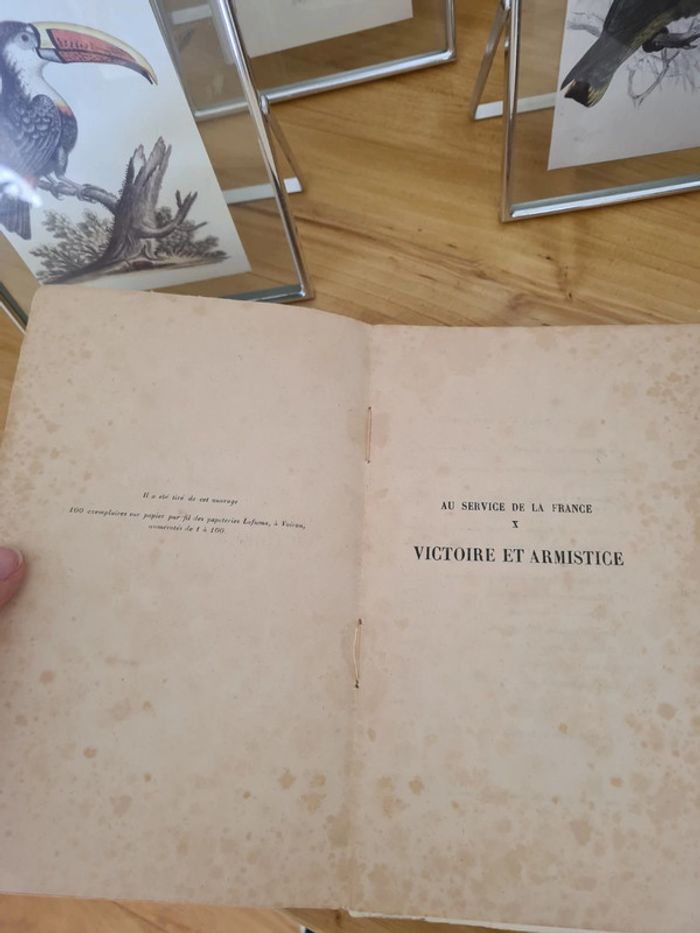 Il a été tiré de cet ouvrage
100 exemplaires sur papier pur fil des papeteries Lafuma, à Voiron,
numérotés de 1 à 100.
AU SERVICE DE LA FRANCE
X
VICTOIRE ET ARMISTICE